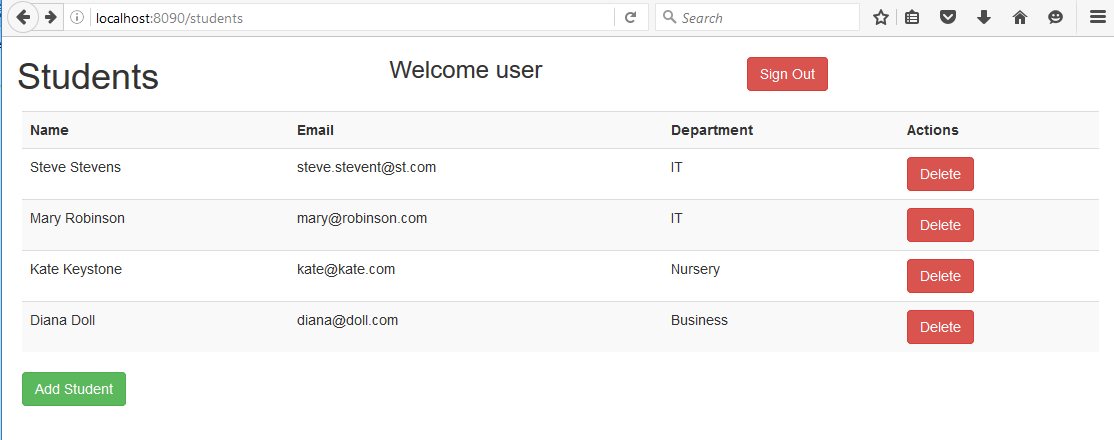 localhost:8090/students
Search
Students Welcome user Sign Out
Name Email Department Actions
Steve Stevens steve.stevent@st.com IT Delete
Mary Robinson mary@robinson.com IT Delete
Kate Keystone kate@kate.com Nursery Delete
Diana Doll diana@doll.com Business Delete
Add Student